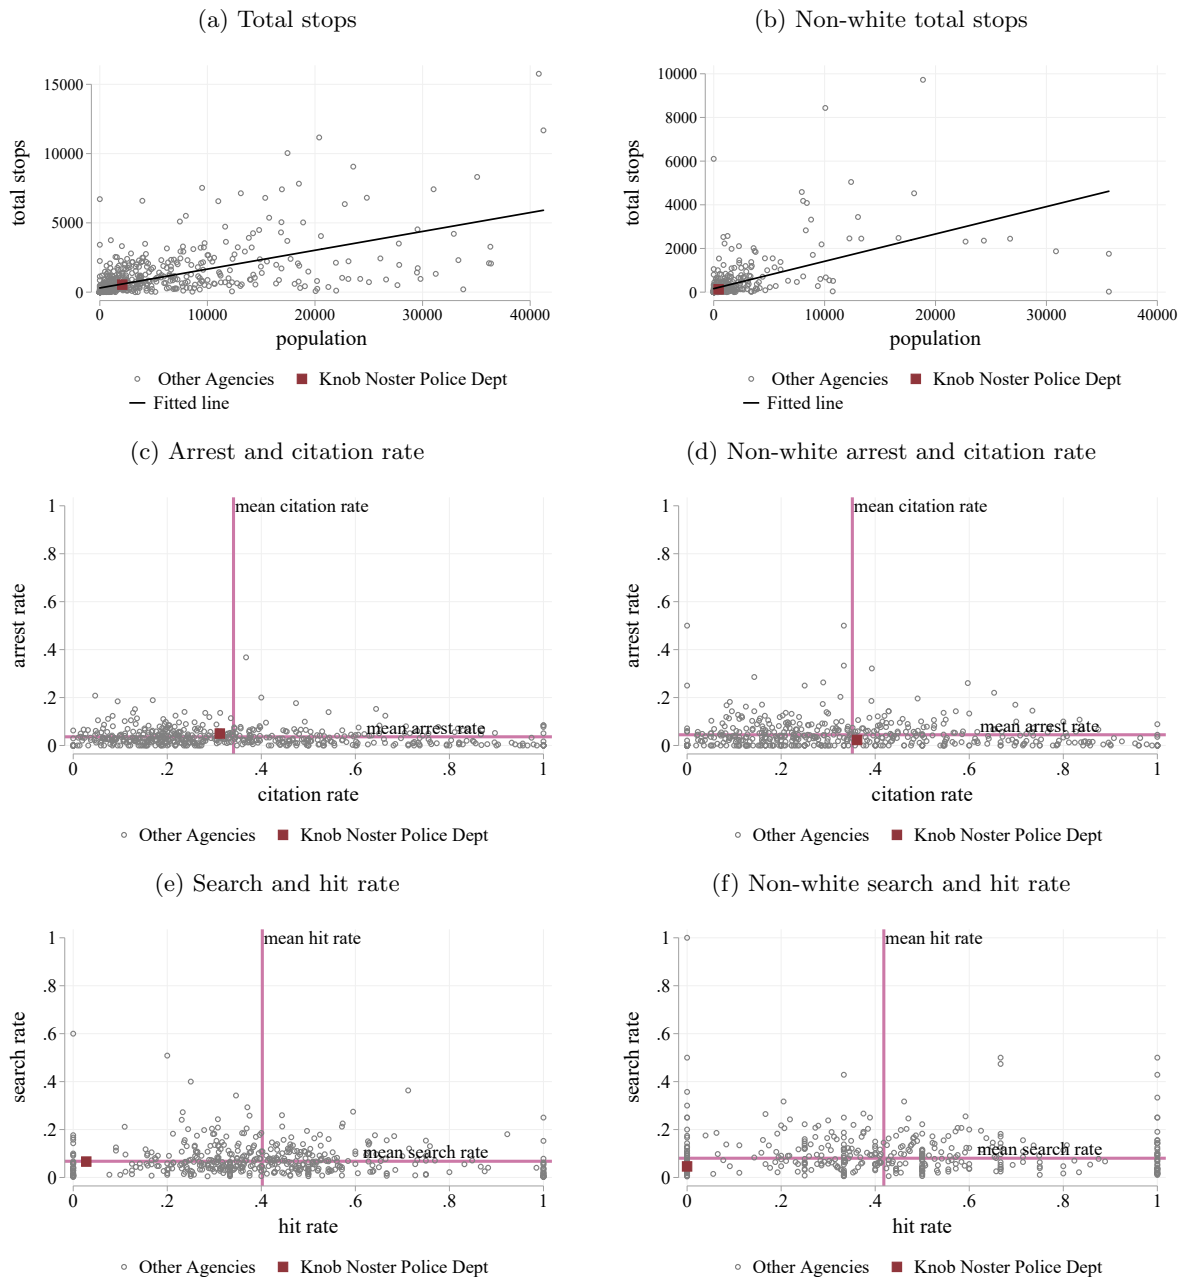 (a) Total stops
total stops
15000
10000
5000
0
0 10000 20000 30000 40000
population
Other Agencies Knob Noster Police Dept
Fitted line
(b) Non-white total stops
total stops
10000
8000
6000
4000
2000
0
0 10000 20000 30000 40000
population
Other Agencies Knob Noster Police Dept
Fitted line
(c) Arrest and citation rate
arrest rate
1
.8
.6
.4
.2
0
mean citation rate
mean arrest rate
0 .2 .4 .6 .8 1
citation rate
Other Agencies Knob Noster Police Dept
(d) Non-white arrest and citation rate
arrest rate
1
.8
.6
.4
.2
0
mean citation rate
mean arrest rate
0 .2 .4 .6 .8 1
citation rate
Other Agencies Knob Noster Police Dept
(e) Search and hit rate
search rate
1
.8
.6
.4
.2
0
mean hit rate
mean search rate
0 .2 .4 .6 .8 1
hit rate
Other Agencies Knob Noster Police Dept
(f) Non-white search and hit rate
search rate
1
.8
.6
.4
.2
0
mean hit rate
mean search rate
0 .2 .4 .6 .8 1
hit rate
Other Agencies Knob Noster Police Dept